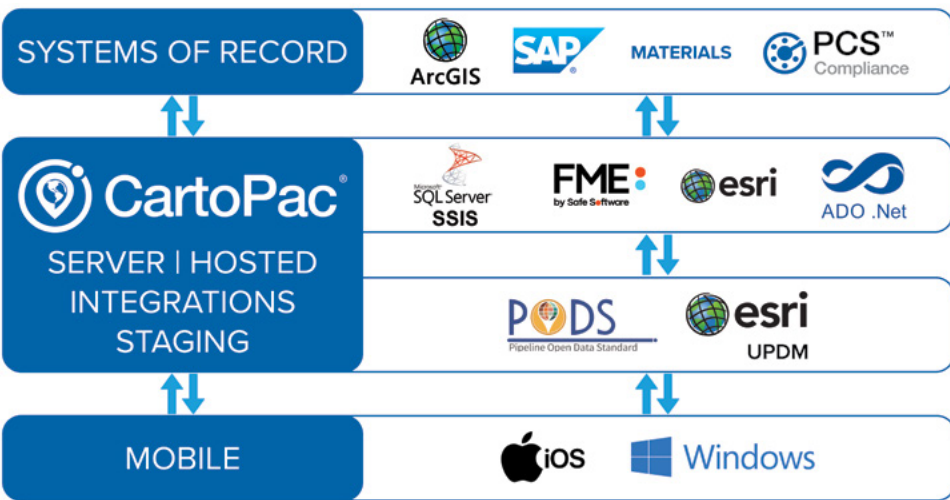 SYSTEMS OF RECORD
ArcGIS
SAP®
MATERIALS
PCS™
Compliance
CartoPac®
SERVER | HOSTED
INTEGRATIONS
STAGING
Microsoft®
SQL Server
SSIS
FME
by Safe Software
esri
ADO .Net
PODS
Pipeline Open Data Standard
esri
UPDM
MOBILE
iOS
Windows